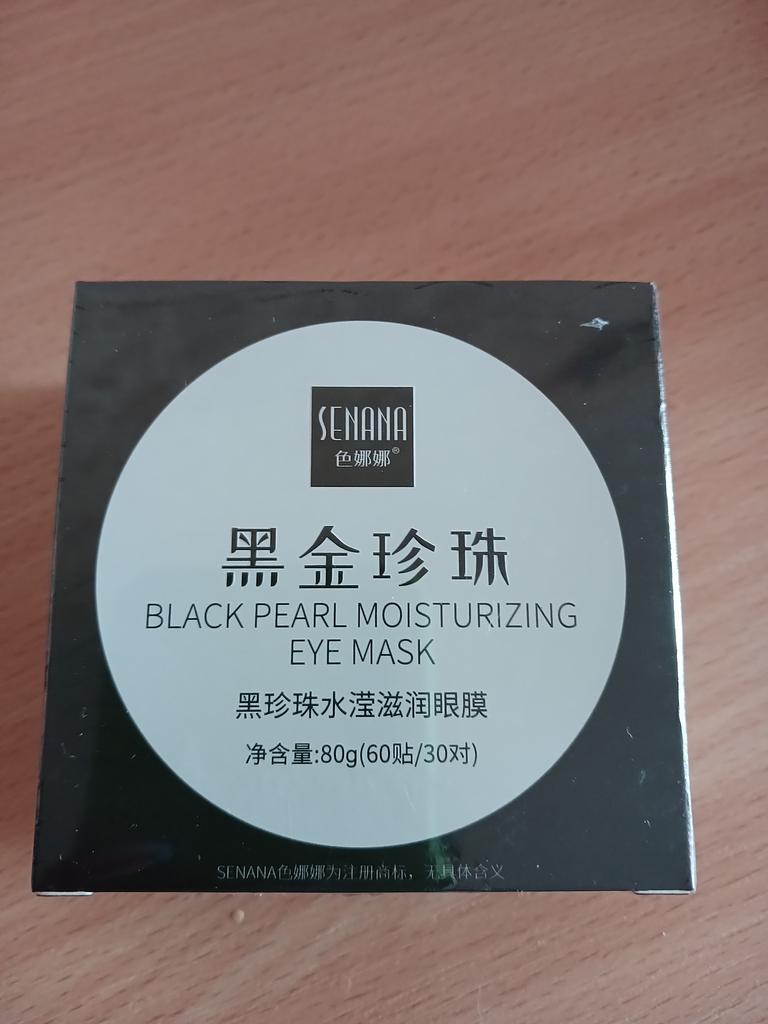 SENANA
色娜娜®
黑金珍珠
BLACK PEARL MOISTURIZING
EYE MASK
黑珍珠水滢滋润眼膜
净含量:80g(60贴/30对)
SENANA色娜娜为注册商标，无具体含义